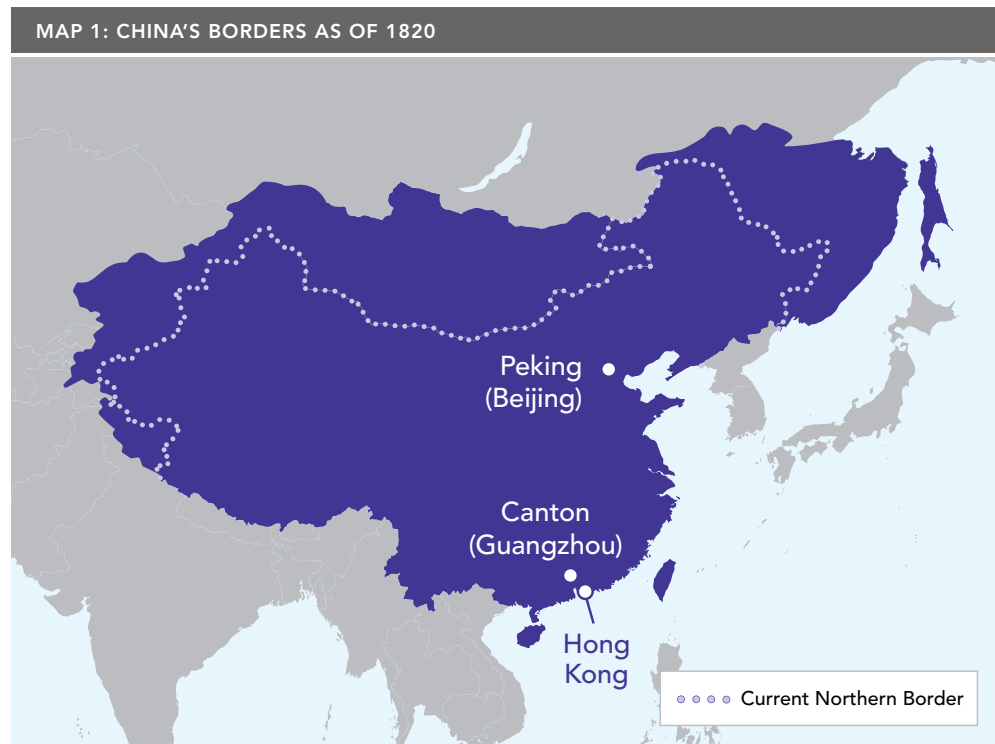 MAP 1: CHINA'S BORDERS AS OF 1820
Peking
(Beijing)
Canton
(Guangzhou)
Hong
Kong
Current Northern Border